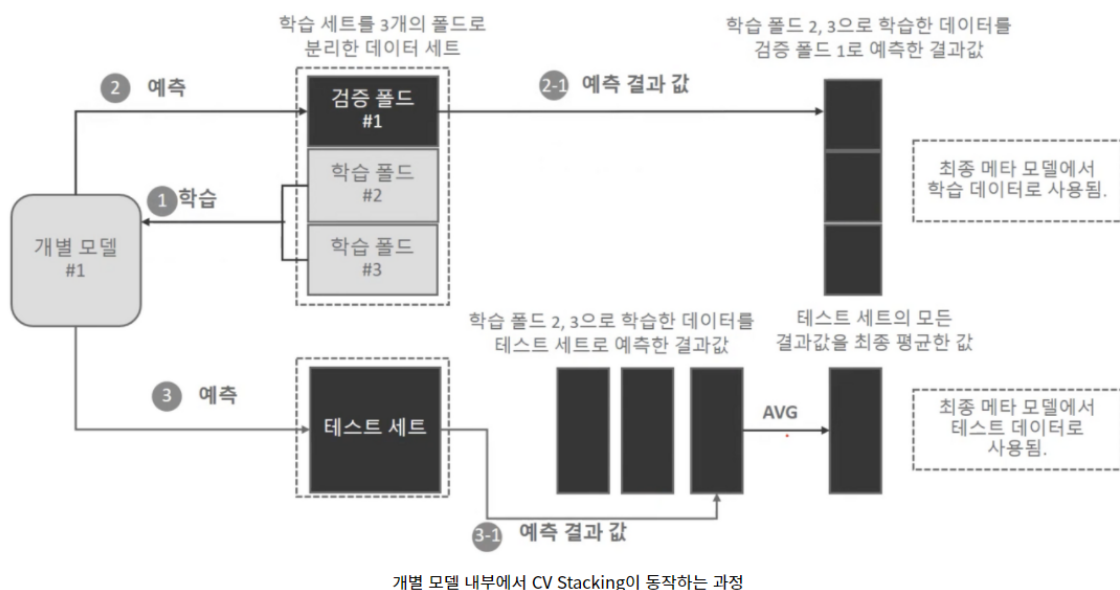 학습 세트를 3개의 폴드로
분리한 데이터 세트
학습 폴드 2, 3으로 학습한 데이터를
검증 폴드 1로 예측한 결과값
2 예측
검증 폴드
#1
2-1 예측 결과 값
1 학습
학습 폴드
#2
최종 메타 모델에서
학습 데이터로 사용됨.
개별 모델
#1
학습 폴드
#3
학습 폴드 2, 3으로 학습한 데이터를
테스트 세트로 예측한 결과값
테스트 세트의 모든
결과값을 최종 평균한 값
3 예측
테스트 세트
AVG
최종 메타 모델에서
테스트 데이터로
사용됨.
3-1 예측 결과 값
개별 모델 내부에서 CV Stacking이 동작하는 과정